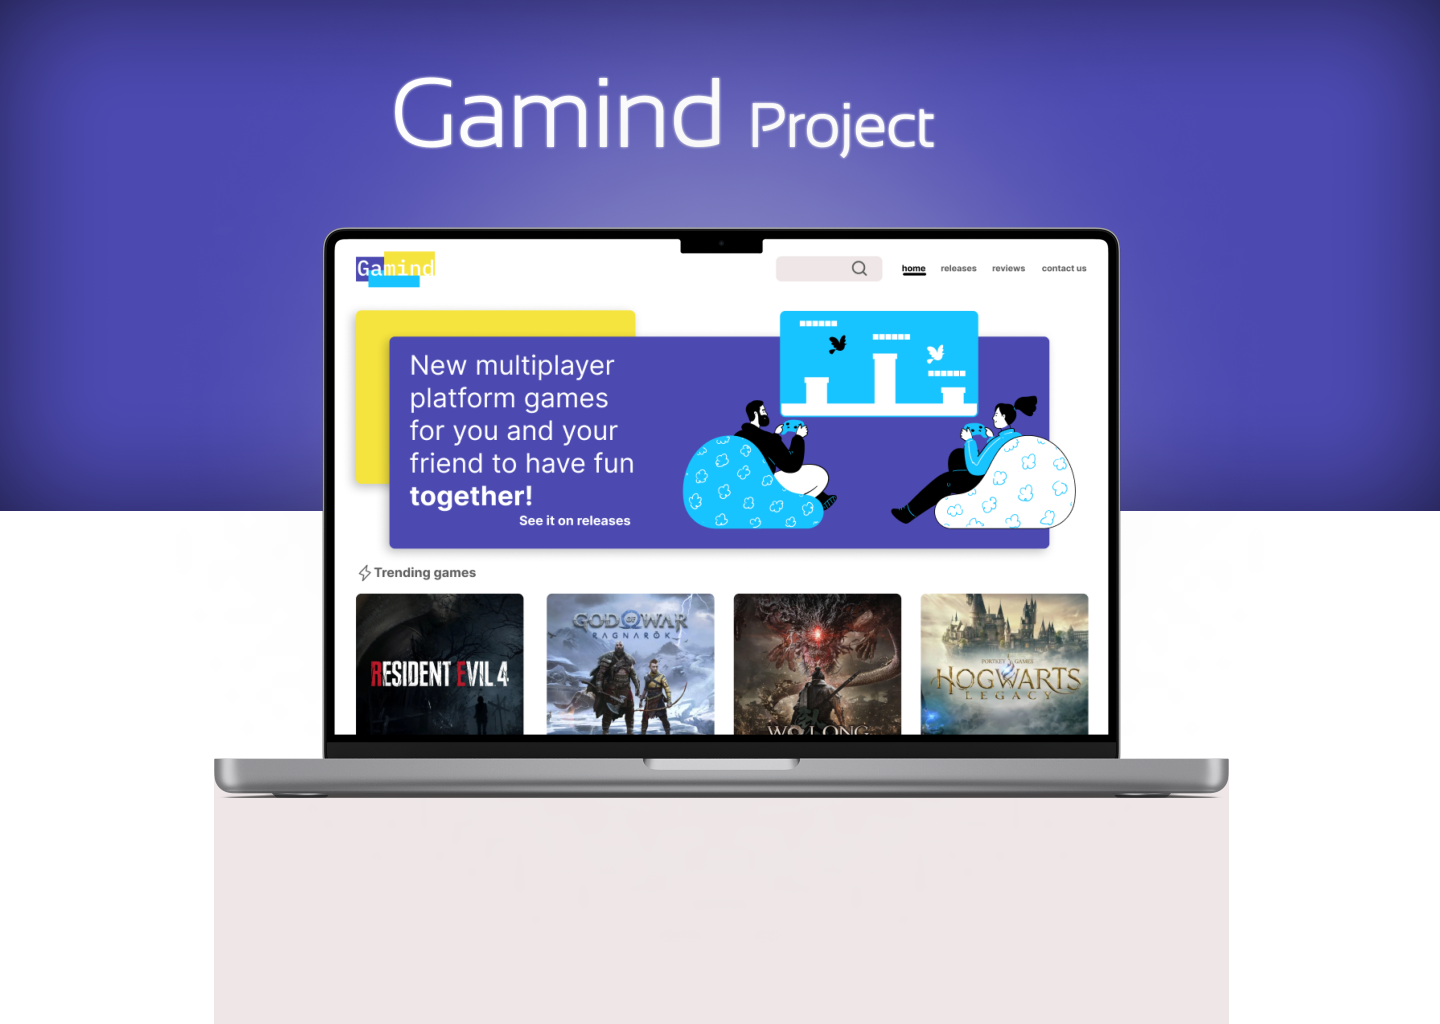 Gamind Project
Gamind
home releases reviews contact us
New multiplayer
platform games
for you and your
friend to have fun
together!
See it on releases
Trending games
RESIDENT EVIL 4
GOD OF WAR
RAGNARÖK
WO LONG
PORTKEY GAMES
HOGWARTS
LEGACY